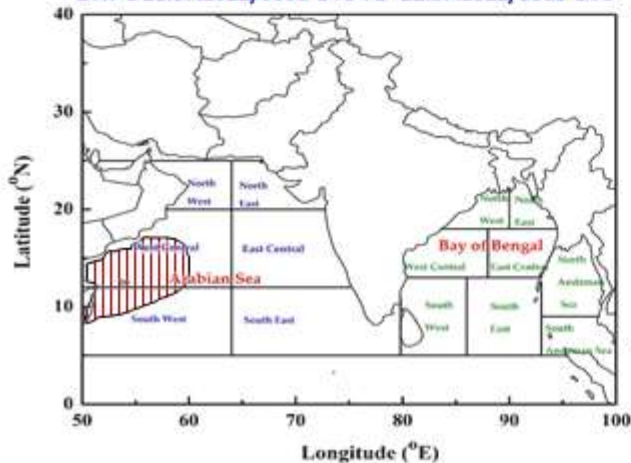 40
30
20
10
0
Latitude (°N)
50
60
70
80
90
100
Longitude (°E)
North
West
North
East
Central
East Central
Arabian Sea
South West
South East
North
West
North
East
Bay of Bengal
West Central
East Central
South
West
South
East
North
Andaman
Sea
South
Andaman Sea